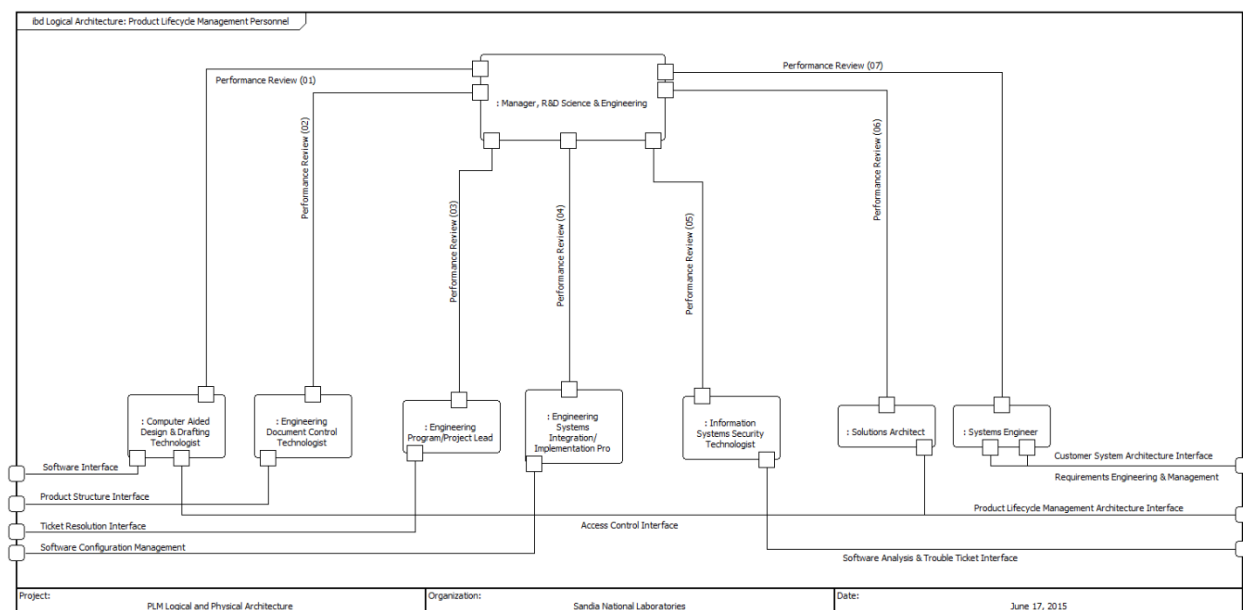 ibd Logical Architecture: Product Lifecycle Management Personnel
Performance Review (01)
Performance Review (07)
: Manager, R&D Science & Engineering
Performance Review (02)
Performance Review (03)
Performance Review (04)
Performance Review (05)
Performance Review (06)
: Computer Aided
Design & Drafting
Technologist
: Engineering
Document Control
Technologist
: Engineering
Program/Project Lead
: Engineering
Systems
Integration/
Implementation Pro
: Information
Systems Security
Technologist
: Solutions Architect
: Systems Engineer
Software Interface
Customer System Architecture Interface
Requirements Engineering & Management
Product Structure Interface
Product Lifecycle Management Architecture Interface
Ticket Resolution Interface
Access Control Interface
Software Configuration Management
Software Analysis & Trouble Ticket Interface
Project:
PLM Logical and Physical Architecture
Organization:
Sandia National Laboratories
Date:
June 17, 2015